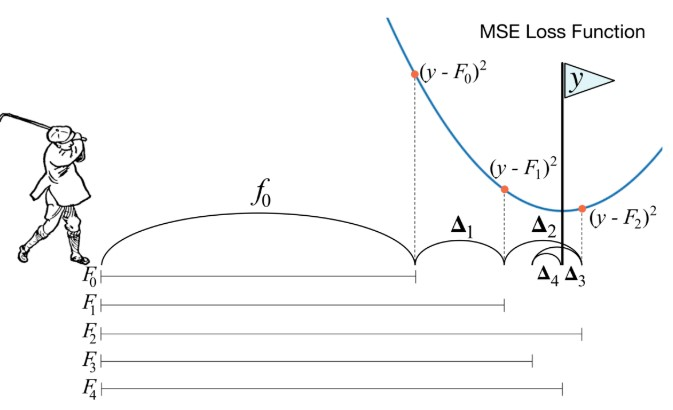 MSE Loss Function
y
(y - F₀)²
(y - F₁)²
(y - F₂)²
f₀
Δ₁
Δ₂
Δ₄ Δ₃
F₀
F₁
F₂
F₃
F₄